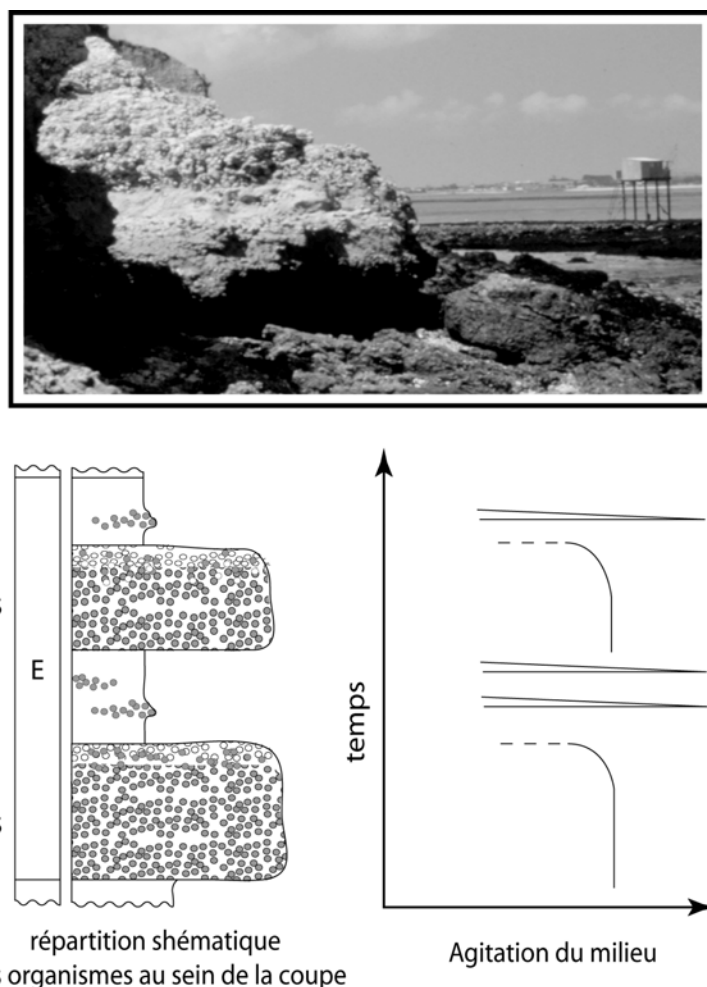 E
temps
répartition shématique
s organismes au sein de la coupe
Agitation du milieu